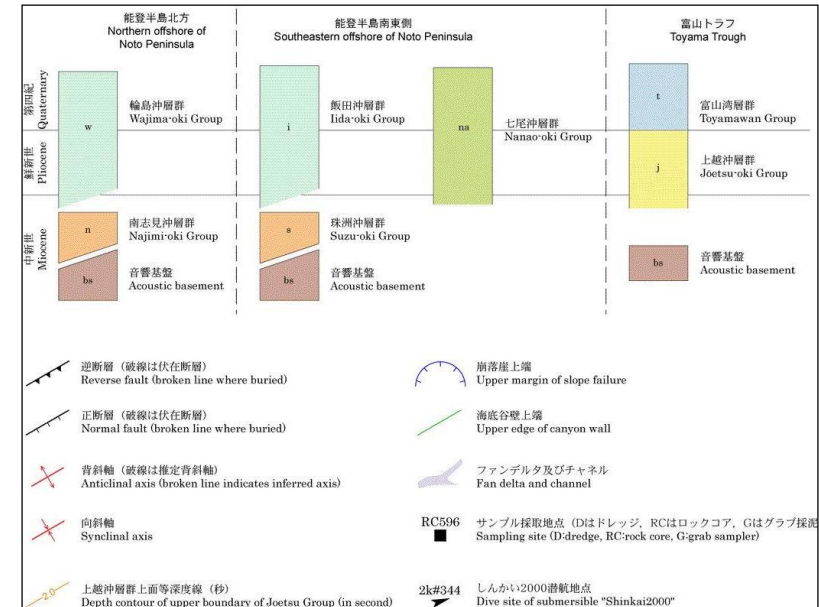 能登半島北方
Northern offshore of
Noto Peninsula
能登半島南東側
Southeastern offshore of Noto Peninsula
富山トラフ
Toyama Trough
第四紀
Quaternary
鮮新世
Pliocene
中新世
Miocene
w
輪島沖層群
Wajima-oki Group
n
南志見沖層群
Najimi-oki Group
bs
音響基盤
Acoustic basement
i
飯田沖層群
Iida-oki Group
s
珠洲沖層群
Suzu-oki Group
bs
音響基盤
Acoustic basement
na
七尾沖層群
Nanao-oki Group
t
富山湾層群
Toyamawan Group
j
上越沖層群
Joetsu-oki Group
bs
音響基盤
Acoustic basement
逆断層（破線は伏在断層）
Reverse fault (broken line where buried)
正断層（破線は伏在断層）
Normal fault (broken line where buried)
背斜軸（破線は推定背斜軸）
Anticlinal axis (broken line indicates inferred axis)
向斜軸
Synclinal axis
-2.0-
上越沖層群上面等深度線（秒）
Depth contour of upper boundary of Joetsu Group (in second)
崩落崖上端
Upper margin of slope failure
海底谷壁上端
Upper edge of canyon wall
ファンデルタ及びチャネル
Fan delta and channel
RC596
サンプル採取地点（Dはドレッジ，RCはロックコア，Gはグラブ採泥
Sampling site (D:dredge, RC:rock core, G:grab sampler)
2k#344
しんかい2000潜航地点
Dive site of submersible "Shinkai2000"